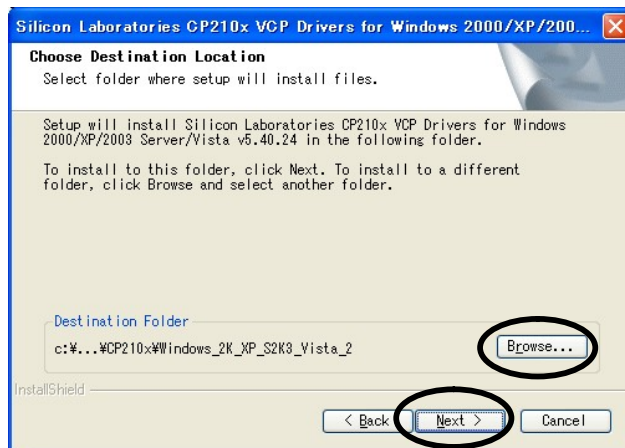 Silicon Laboratories CP210x VCP Drivers for Windows 2000/XP/200...
Choose Destination Location
Select folder where setup will install files.
Setup will install Silicon Laboratories CP210x VCP Drivers for Windows
2000/XP/2003 Server/Vista v5.40.24 in the following folder.
To install to this folder, click Next. To install to a different
folder, click Browse and select another folder.
Destination Folder
c:¥...¥CP210x¥Windows_2K_XP_S2K3_Vista_2
Browse...
InstallShield
< Back
Next >
Cancel